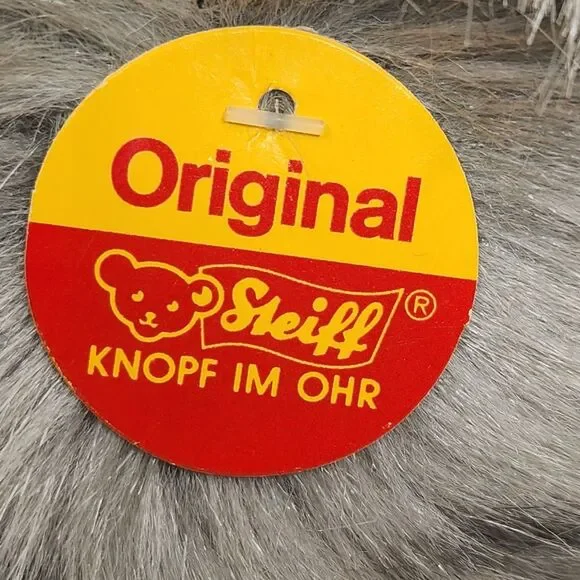 Original
Steiff ®
KNOPF IM OHR